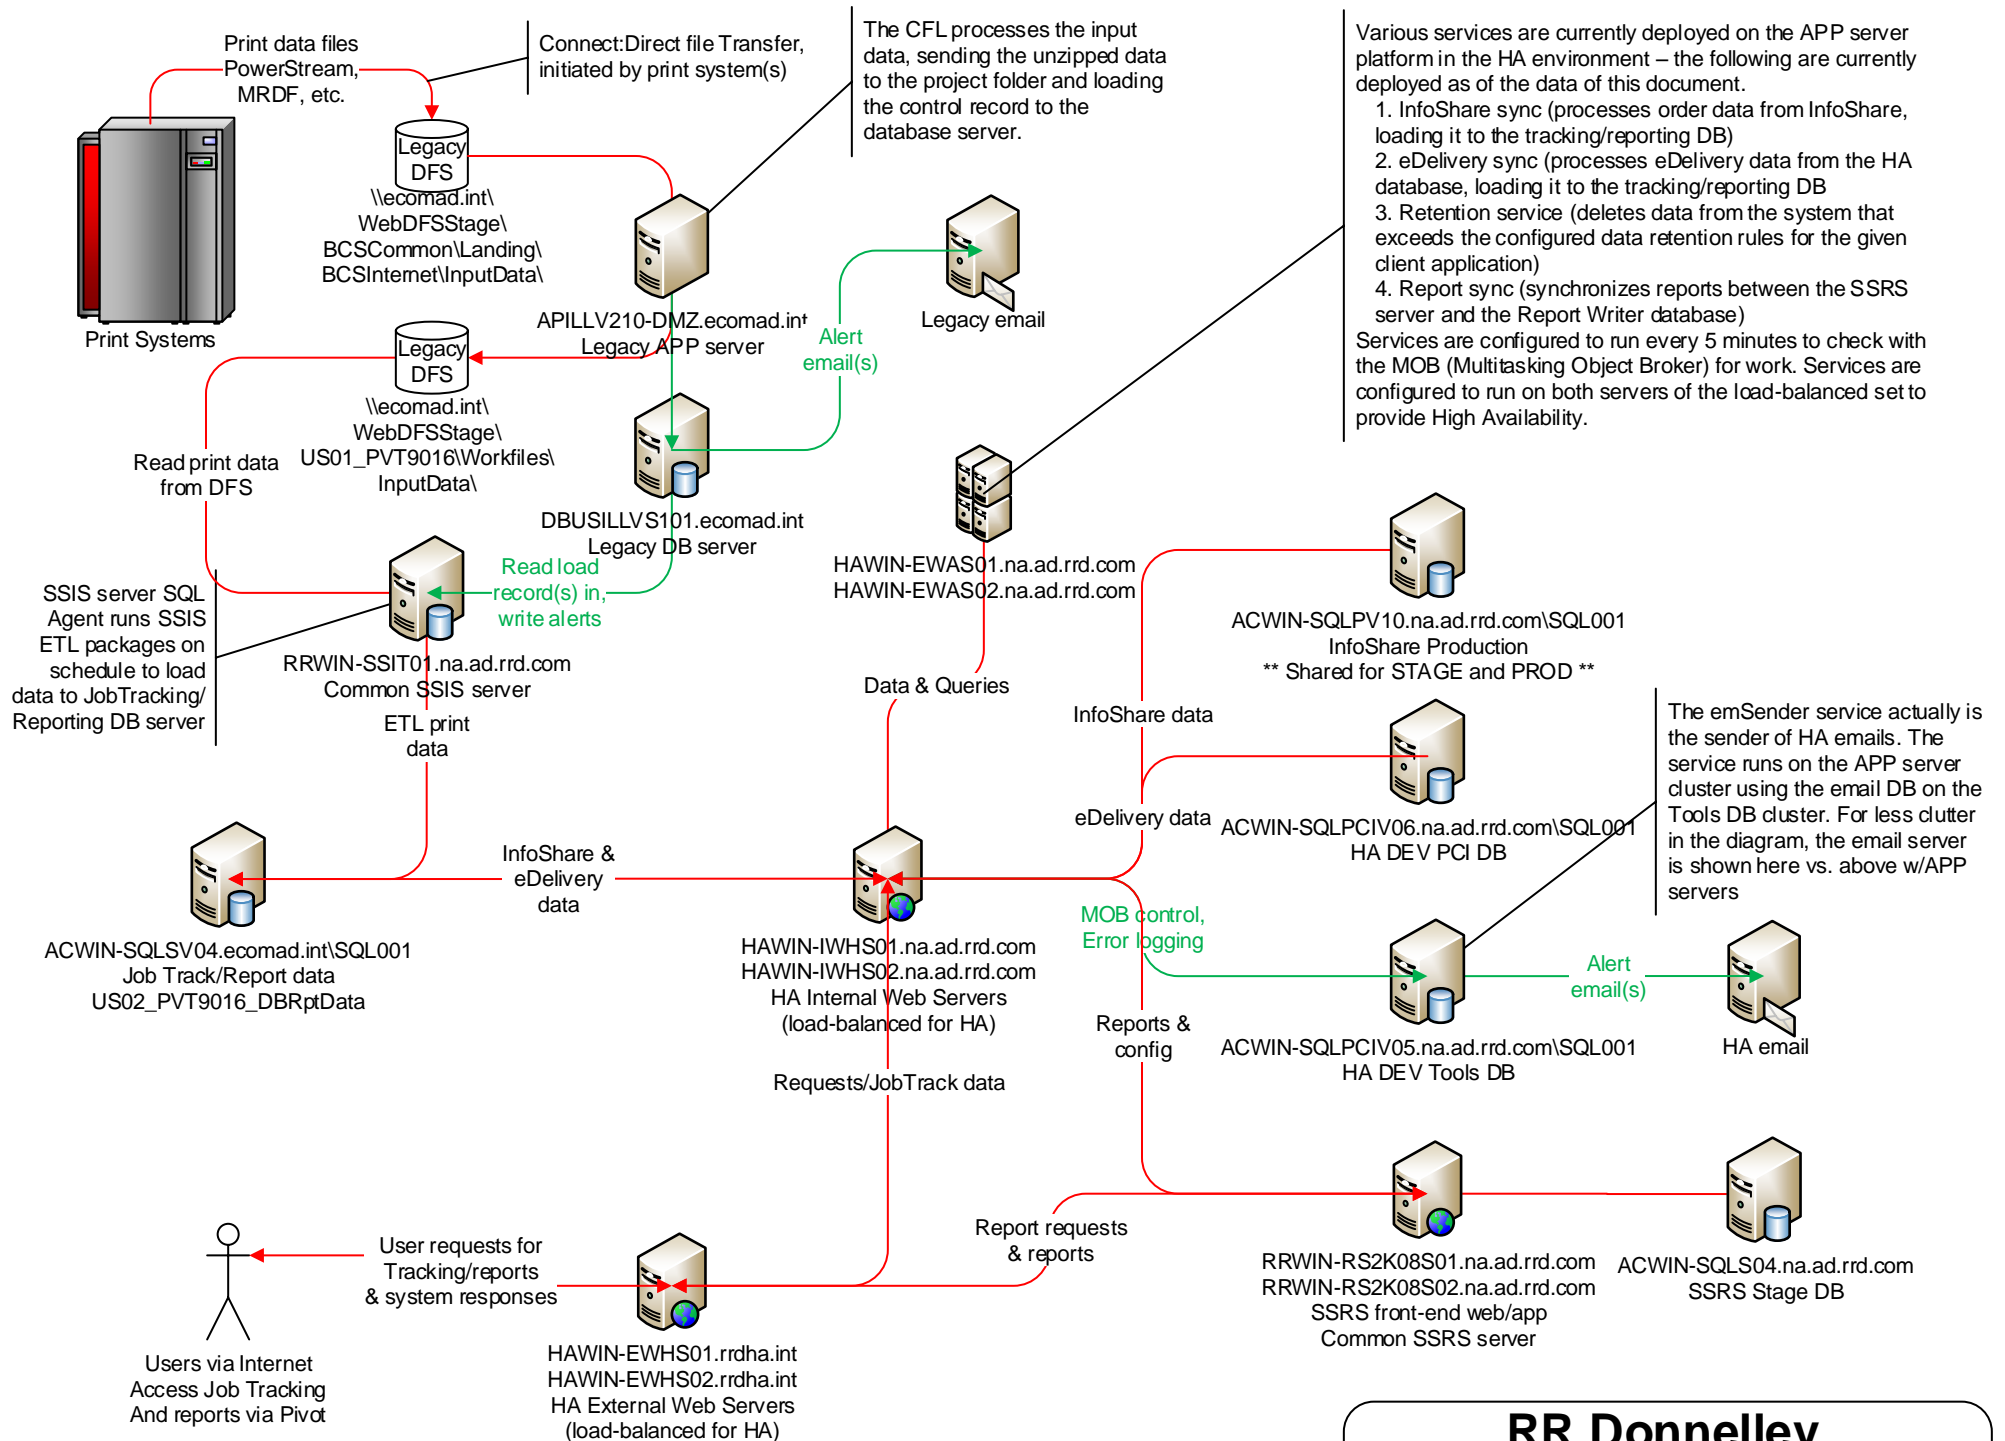 Print data files
PowerStream,
MRDF, etc.
Connect:Direct file Transfer,
initiated by print system(s)
The CFL processes the input
data, sending the unzipped data
to the project folder and loading
the control record to the
database server.
Various services are currently deployed on the APP server
platform in the HA environment – the following are currently
deployed as of the data of this document.
1. InfoShare sync (processes order data from InfoShare,
loading it to the tracking/reporting DB)
2. eDelivery sync (processes eDelivery data from the HA
database, loading it to the tracking/reporting DB
3. Retention service (deletes data from the system that
exceeds the configured data retention rules for the given
client application)
4. Report sync (synchronizes reports between the SSRS
server and the Report Writer database)
Services are configured to run every 5 minutes to check with
the MOB (Multitasking Object Broker) for work. Services are
configured to run on both servers of the load-balanced set to
provide High Availability.
Legacy
DFS
\\ecomad.int\
WebDFSStage\
BCSCommon\Landing\
BCSInternet\InputData\
Print Systems
APILLV210-DMZ.ecomad.int
Legacy APP server
Legacy email
Alert
email(s)
Legacy
DFS
\\ecomad.int\
WebDFSStage\
US01_PVT9016\Workfiles\
InputData\
Read print data
from DFS
DBUSILLVS101.ecomad.int
Legacy DB server
Read load
record(s) in,
write alerts
SSIS server SQL
Agent runs SSIS
ETL packages on
schedule to load
data to JobTracking/
Reporting DB server
RRWIN-SSIT01.na.ad.rrd.com
Common SSIS server
ETL print
data
HAWIN-EWAS01.na.ad.rrd.com
HAWIN-EWAS02.na.ad.rrd.com
Data & Queries
ACWIN-SQLPV10.na.ad.rrd.com\SQL001
InfoShare Production
** Shared for STAGE and PROD **
InfoShare data
eDelivery data
ACWIN-SQLPCIV06.na.ad.rrd.com\SQL001
HA DEV PCI DB
The emSender service actually is
the sender of HA emails. The
service runs on the APP server
cluster using the email DB on the
Tools DB cluster. For less clutter
in the diagram, the email server
is shown here vs. above w/APP
servers
InfoShare &
eDelivery
data
ACWIN-SQLSV04.ecomad.int\SQL001
Job Track/Report data
US02_PVT9016_DBRptData
HAWIN-IWHS01.na.ad.rrd.com
HAWIN-IWHS02.na.ad.rrd.com
HA Internal Web Servers
(load-balanced for HA)
MOB control,
Error logging
Alert
email(s)
Reports &
config
ACWIN-SQLPCIV05.na.ad.rrd.com\SQL001
HA DEV Tools DB
HA email
Requests/JobTrack data
Report requests
& reports
User requests for
Tracking/reports
& system responses
RRWIN-RS2K08S01.na.ad.rrd.com
RRWIN-RS2K08S02.na.ad.rrd.com
SSRS front-end web/app
Common SSRS server
ACWIN-SQLS04.na.ad.rrd.com
SSRS Stage DB
Users via Internet
Access Job Tracking
And reports via Pivot
HAWIN-EWHS01.rrdha.int
HAWIN-EWHS02.rrdha.int
HA External Web Servers
(load-balanced for HA)
RR Donnelley